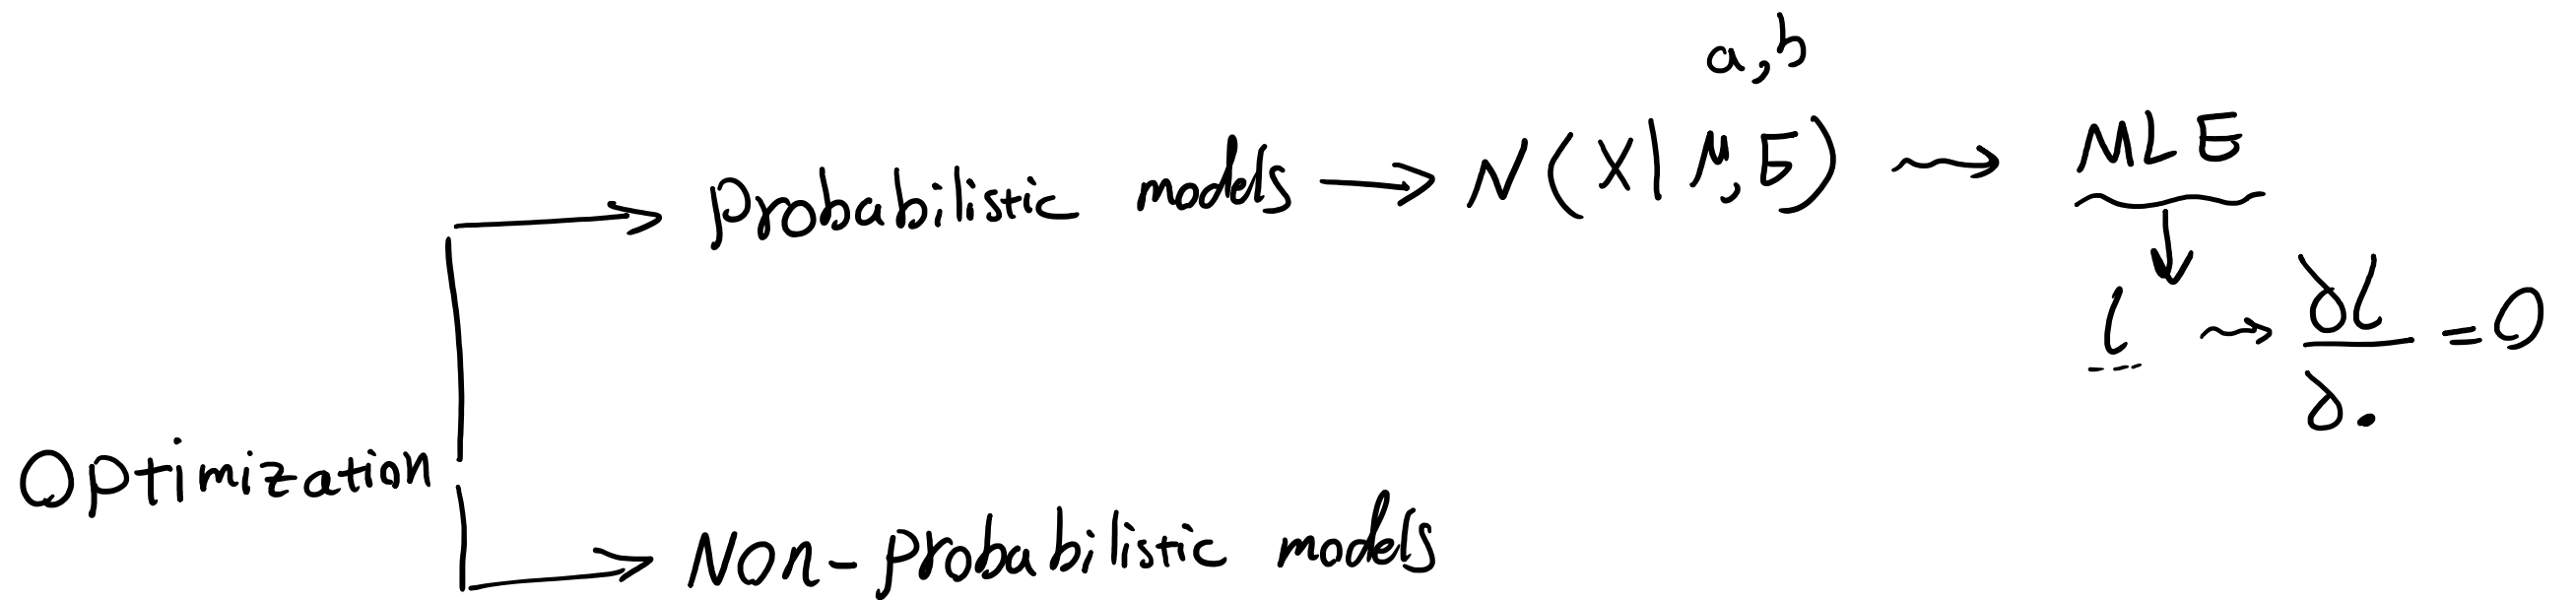 a, b
Probabilistic models → N(X| μ, Σ) ⇝ MLE
↓
l ⇝ ∂l/∂. = 0
Optimization
Non-probabilistic models